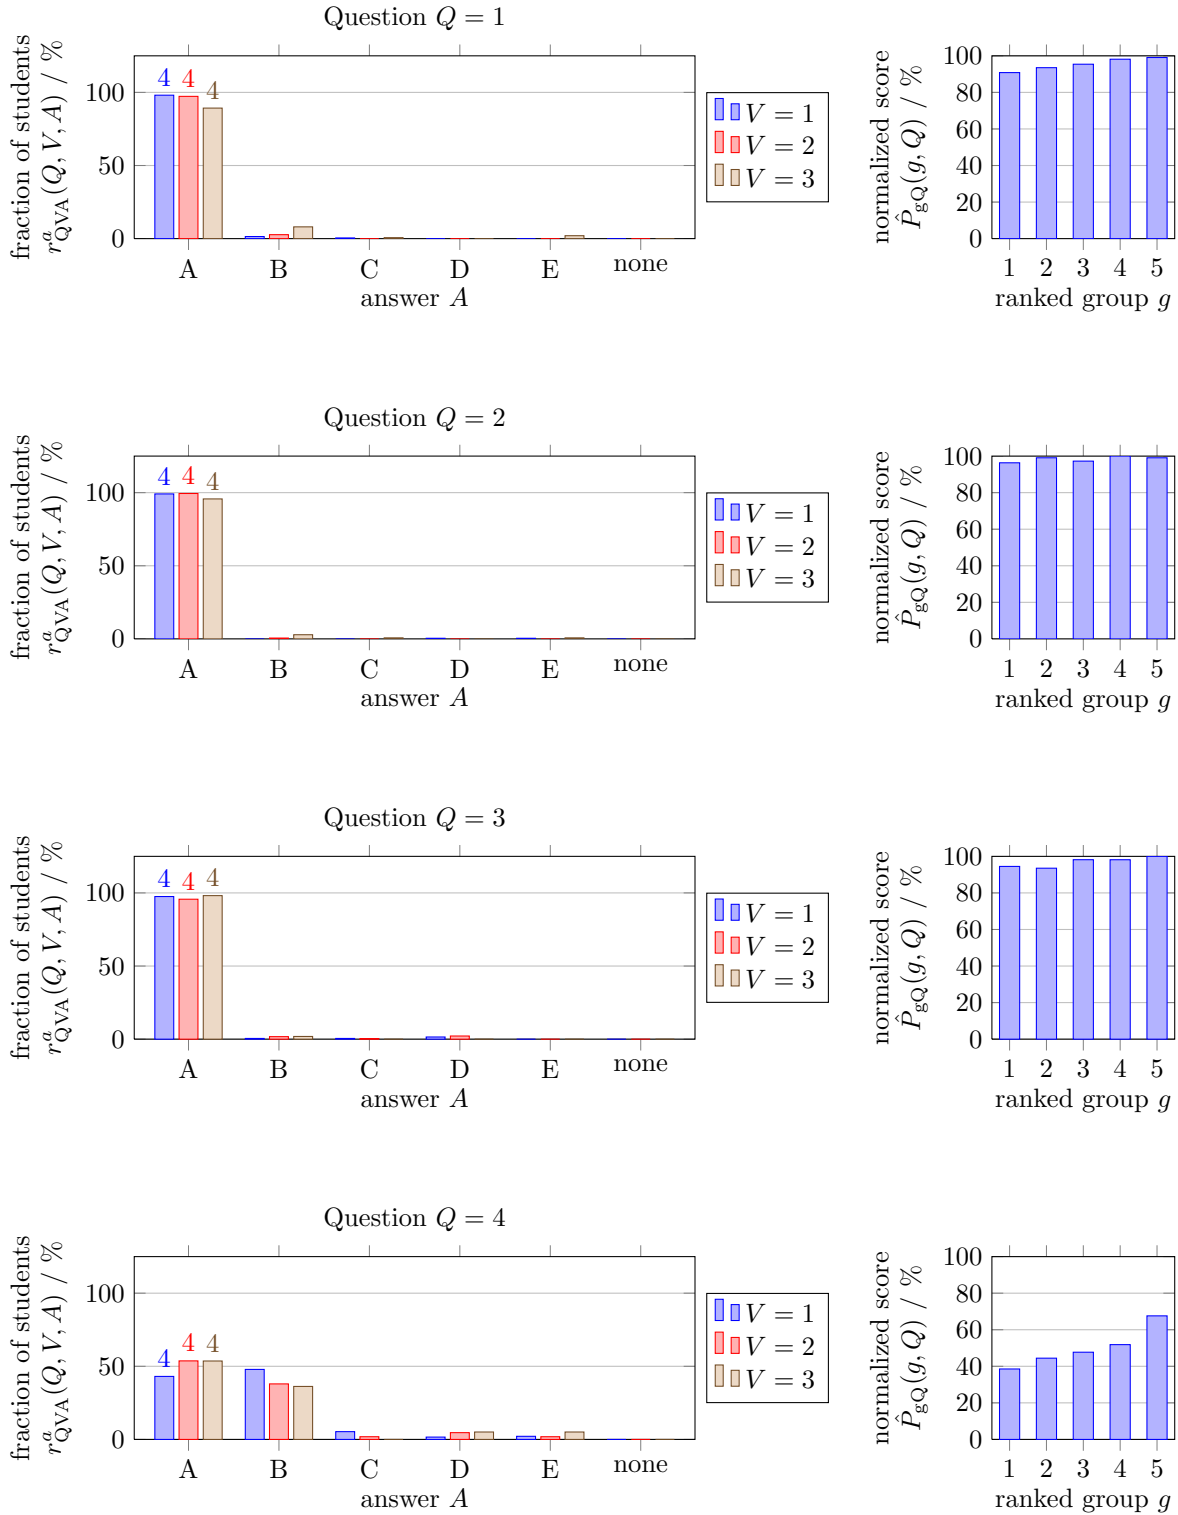 Question Q = 1
fraction of students
r^a_QVA(Q, V, A) / %
100
50
0
4 4 4
A B C D E none
answer A
V = 1
V = 2
V = 3
normalized score
P̂_gQ(g, Q) / %
100
80
60
40
20
0
1 2 3 4 5
ranked group g
Question Q = 2
fraction of students
r^a_QVA(Q, V, A) / %
100
50
0
4 4 4
A B C D E none
answer A
V = 1
V = 2
V = 3
normalized score
P̂_gQ(g, Q) / %
100
80
60
40
20
0
1 2 3 4 5
ranked group g
Question Q = 3
fraction of students
r^a_QVA(Q, V, A) / %
100
50
0
4 4 4
A B C D E none
answer A
V = 1
V = 2
V = 3
normalized score
P̂_gQ(g, Q) / %
100
80
60
40
20
0
1 2 3 4 5
ranked group g
Question Q = 4
fraction of students
r^a_QVA(Q, V, A) / %
100
50
0
4 4 4
A B C D E none
answer A
V = 1
V = 2
V = 3
normalized score
P̂_gQ(g, Q) / %
100
80
60
40
20
0
1 2 3 4 5
ranked group g